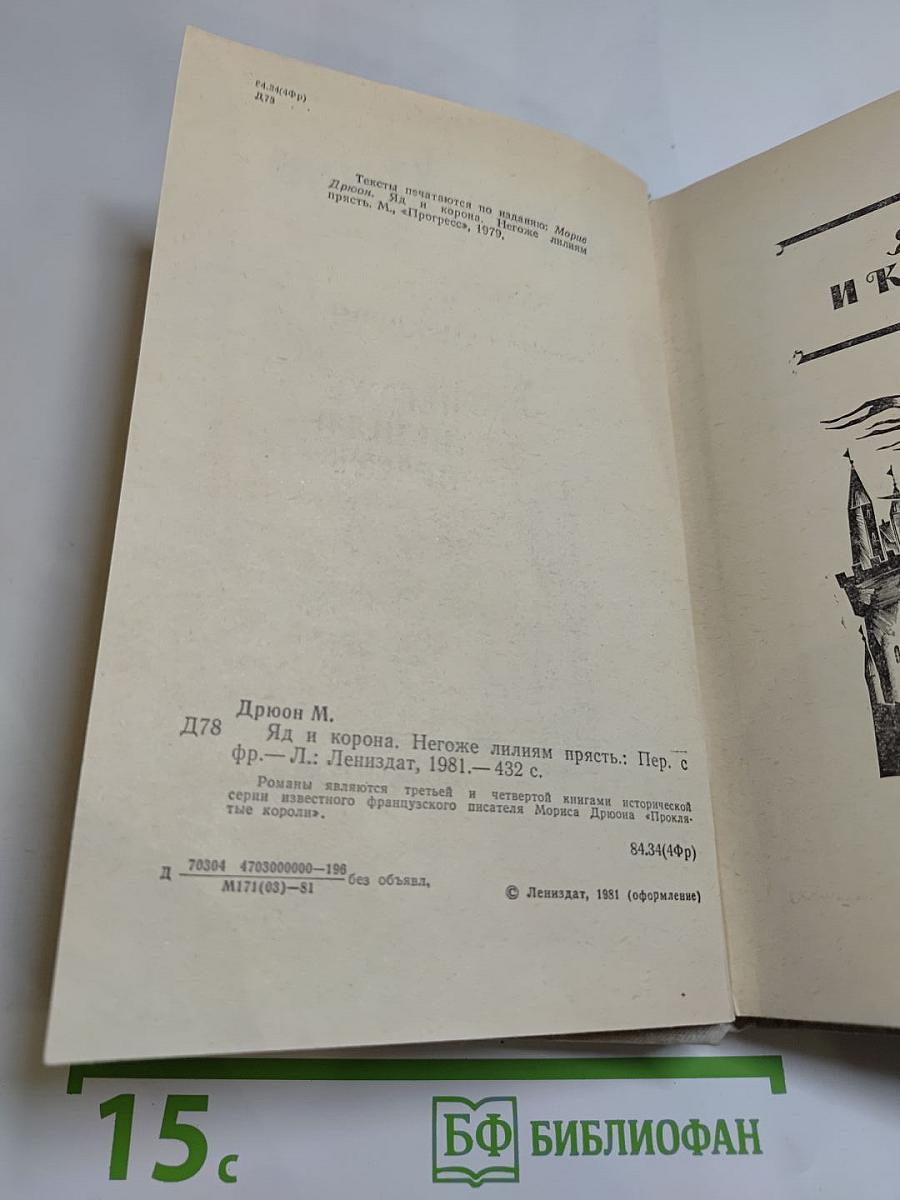 84.34(4Фр)
Д78
Тексты печатаются по изданию: Морис
Дрюон. Яд и корона. Негоже лилиям
прясть. М., «Прогресс», 1979.
Дрюон М.
Д78 Яд и корона. Негоже лилиям прясть.: Пер. с
фр.— Л.: Лениздат, 1981.— 432 с.
Романы являются третьей и четвертой книгами исторической
серии известного французского писателя Мориса Дрюона «Прокля-
тые короли».
84.34(4Фр)
Д 70304 4703000000—196
М171(03)—81 без объявл,
© Лениздат, 1981 (оформление)
И К
15 с
БФ БИБЛИОФАН